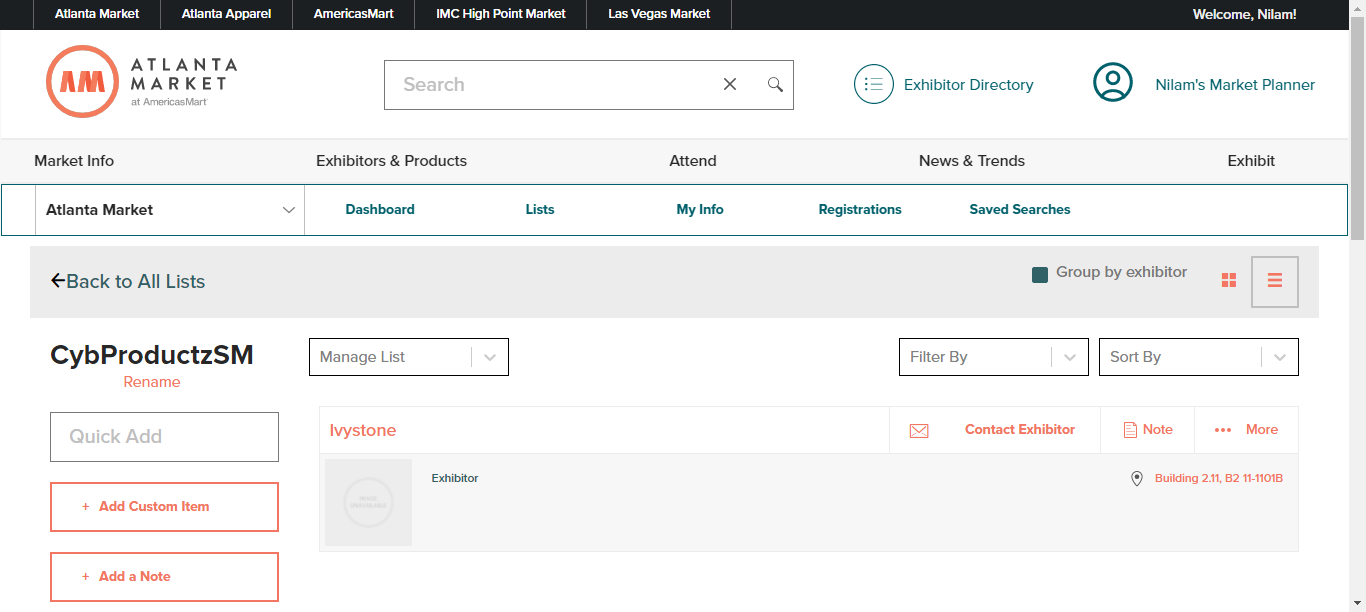 Atlanta Market Atlanta Apparel AmericasMart IMC High Point Market Las Vegas Market Welcome, Nilam!
AM ATLANTA
MARKET
at AmericasMart
Search
Exhibitor Directory
Nilam's Market Planner
Market Info Exhibitors & Products Attend News & Trends Exhibit
Atlanta Market Dashboard Lists My Info Registrations Saved Searches
Back to All Lists Group by exhibitor
CybProductzSM
Rename
Manage List Filter By Sort By
Quick Add
+ Add Custom Item
+ Add a Note
Ivystone Contact Exhibitor Note More
IMAGE
UNAVAILABLE
Exhibitor Building 2.11, B2 11-1101B